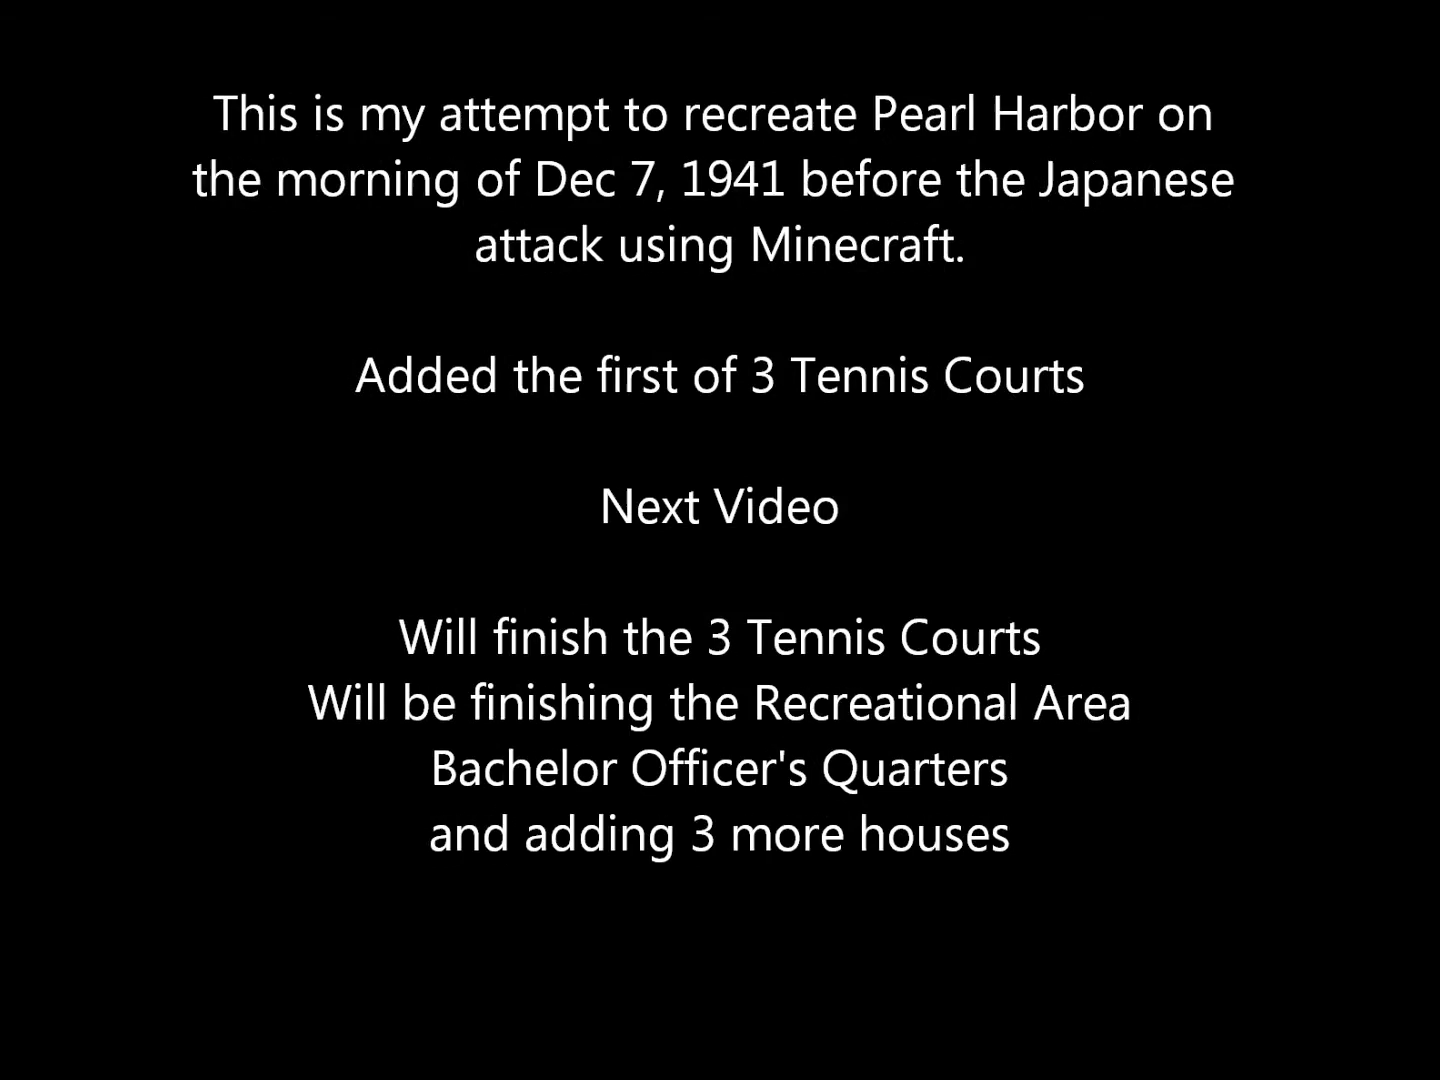 This is my attempt to recreate Pearl Harbor on
the morning of Dec 7, 1941 before the Japanese
attack using Minecraft.
Added the first of 3 Tennis Courts
Next Video
Will finish the 3 Tennis Courts
Will be finishing the Recreational Area
Bachelor Officer's Quarters
and adding 3 more houses